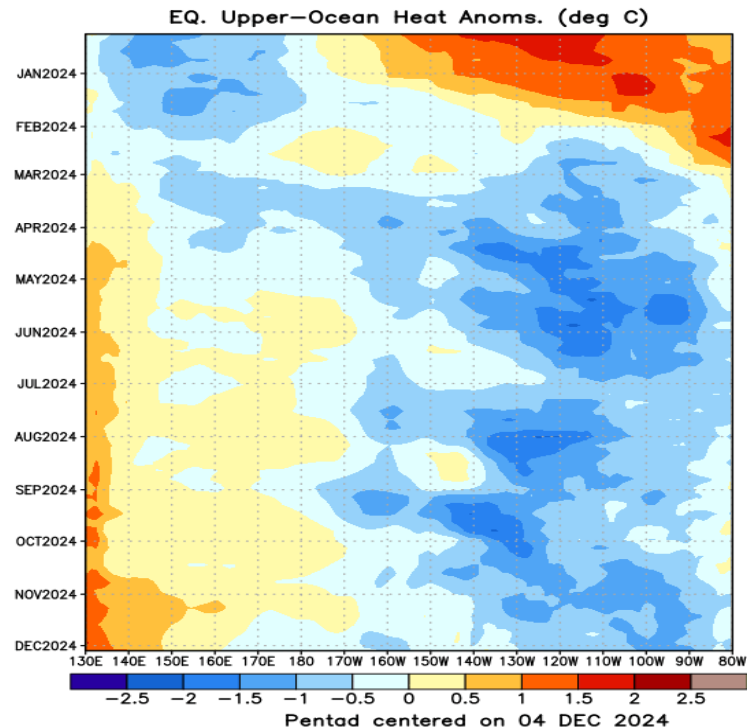 EQ. Upper-Ocean Heat Anoms. (deg C)
JAN2024
FEB2024
MAR2024
APR2024
MAY2024
JUN2024
JUL2024
AUG2024
SEP2024
OCT2024
NOV2024
DEC2024
130E 140E 150E 160E 170E 180 170W 160W 150W 140W 130W 120W 110W 100W 90W 80W
-2.5 -2 -1.5 -1 -0.5 0 0.5 1 1.5 2 2.5
Pentad centered on 04 DEC 2024